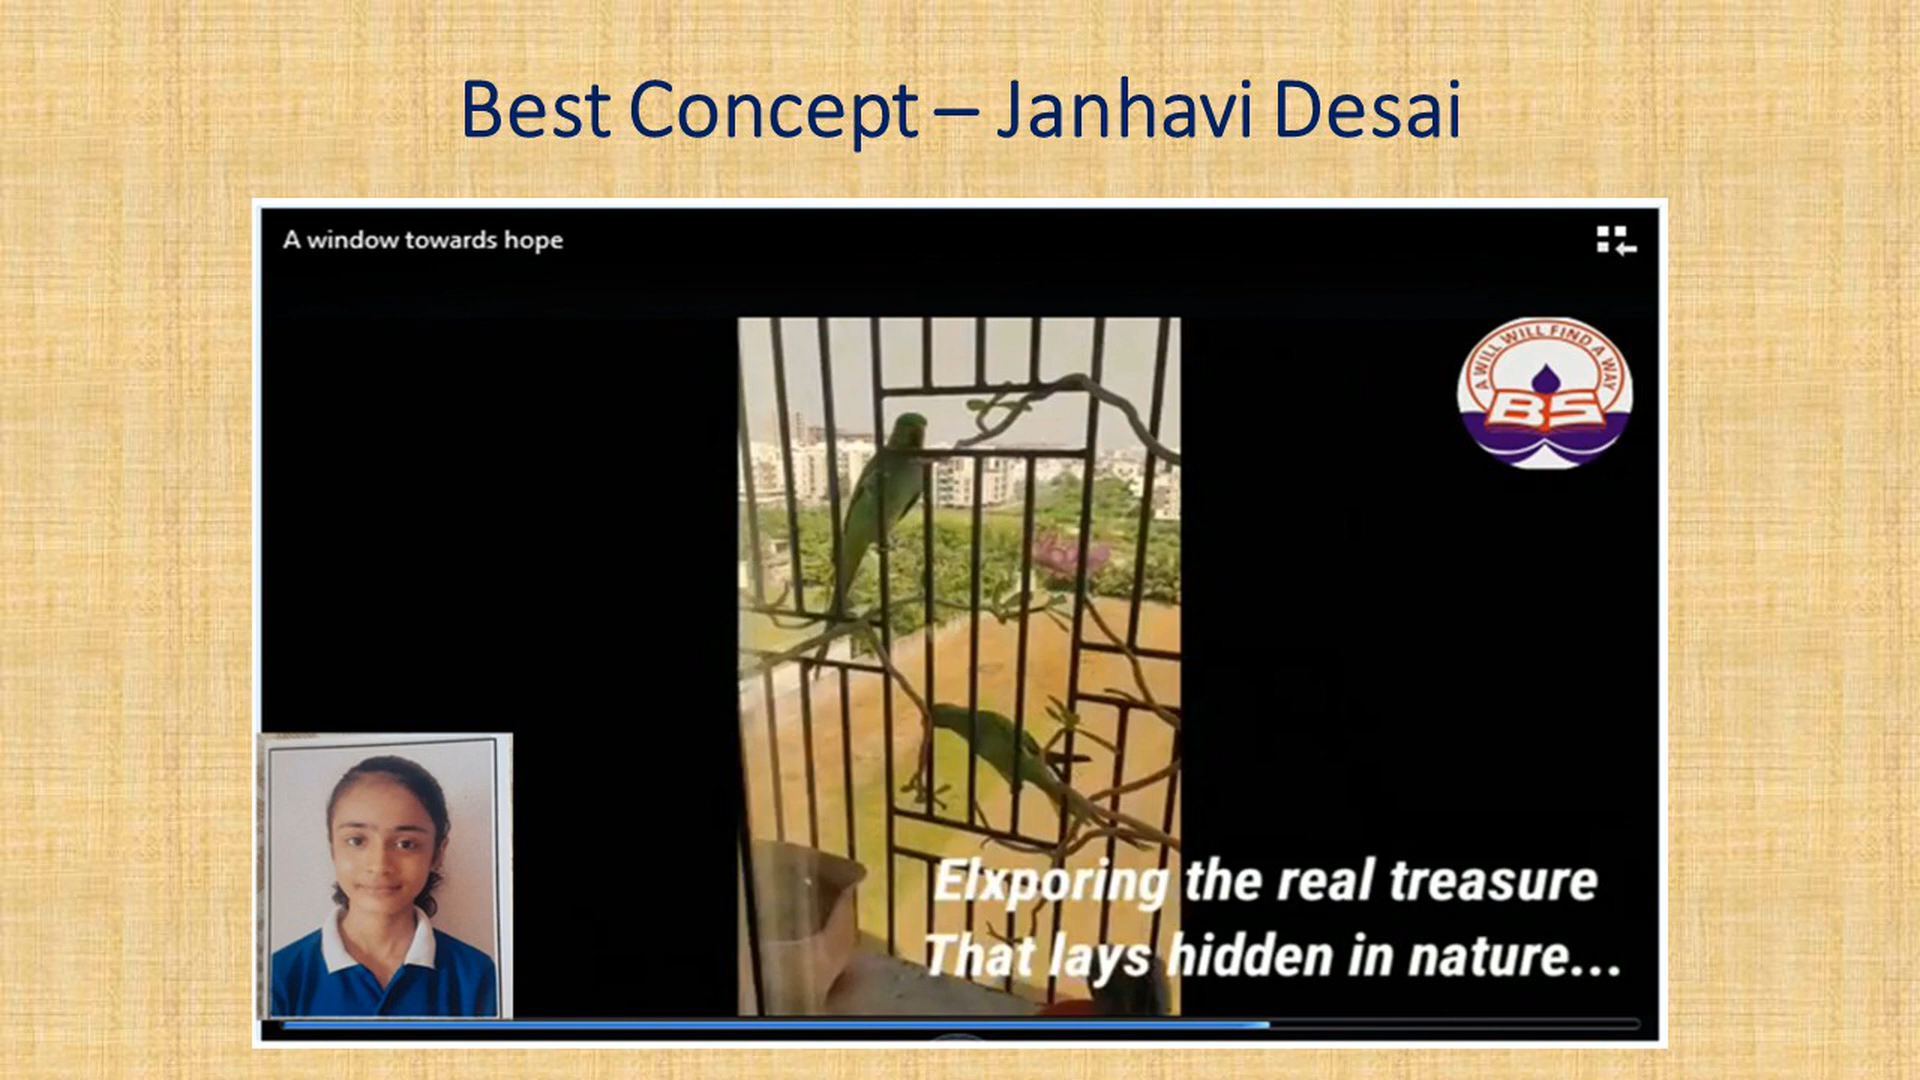 Best Concept – Janhavi Desai
A window towards hope
A WILL WILL FIND A WAY
BS
Elxporing the real treasure
That lays hidden in nature...